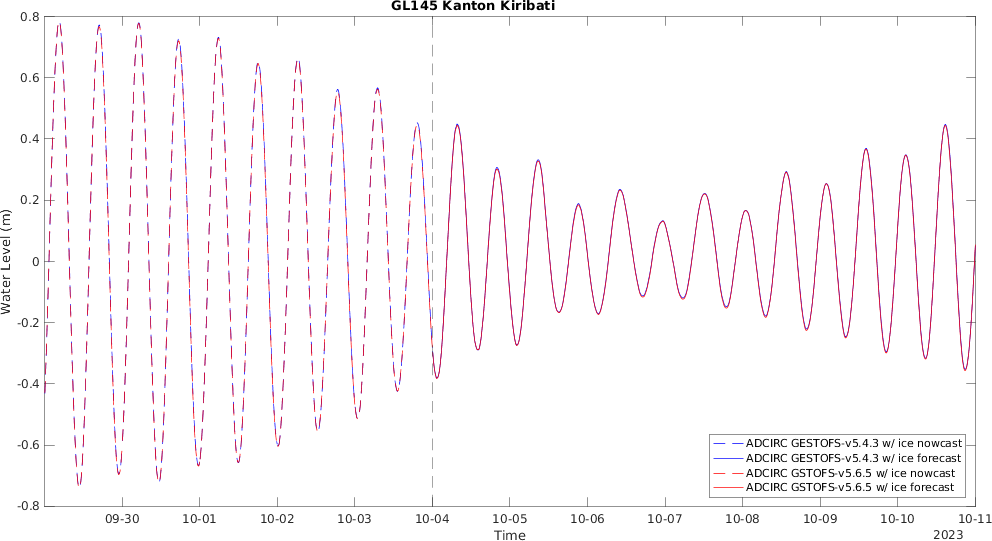 GL145 Kanton Kiribati
0.8
0.6
0.4
0.2
0
-0.2
-0.4
-0.6
-0.8
Water Level (m)
09-30 10-01 10-02 10-03 10-04 10-05 10-06 10-07 10-08 10-09 10-10 10-11
Time
2023
ADCIRC GESTOFS-v5.4.3 w/ ice nowcast
ADCIRC GESTOFS-v5.4.3 w/ ice forecast
ADCIRC GSTOFS-v5.6.5 w/ ice nowcast
ADCIRC GSTOFS-v5.6.5 w/ ice forecast